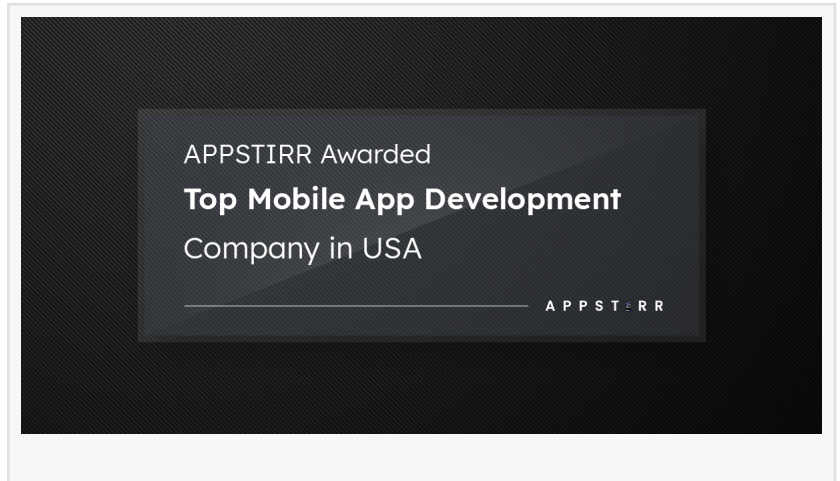 APPSTIRR Awarded
Top Mobile App Development
Company in USA
APPSTIRR